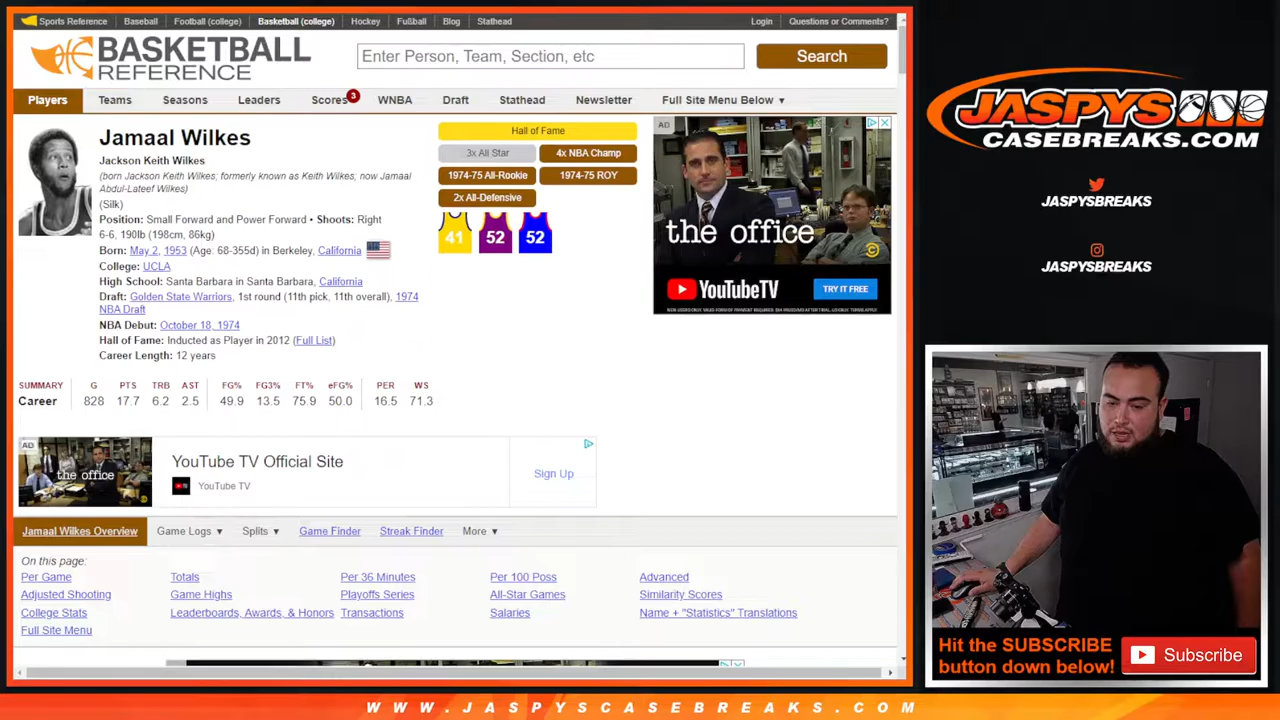 Sports Reference Baseball Football (college) Basketball (college) Hockey Fußball Blog Stathead Login Questions or Comments?
BASKETBALL
REFERENCE
Enter Person, Team, Section, etc
Search
Players Teams Seasons Leaders Scores 3 WNBA Draft Stathead Newsletter Full Site Menu Below ▼
Jamaal Wilkes
Jackson Keith Wilkes
(born Jackson Keith Wilkes; formerly known as Keith Wilkes; now Jamaal
Abdul-Lateef Wilkes)
(Silk)
Position: Small Forward and Power Forward • Shoots: Right
6-6, 190lb (198cm, 86kg)
Born: May 2, 1953 (Age: 68-355d) in Berkeley, California
College: UCLA
High School: Santa Barbara in Santa Barbara, California
Draft: Golden State Warriors, 1st round (11th pick, 11th overall), 1974
NBA Draft
NBA Debut: October 18, 1974
Hall of Fame: Inducted as Player in 2012 (Full List)
Career Length: 12 years
Hall of Fame
3x All Star 4x NBA Champ
1974-75 All-Rookie 1974-75 ROY
2x All-Defensive
41 52 52
AD
the office
YouTubeTV
TRY IT FREE
SUMMARY G PTS TRB AST FG% FG3% FT% eFG% PER WS
Career 828 17.7 6.2 2.5 49.9 13.5 75.9 50.0 16.5 71.3
AD
the office
YouTube TV Official Site
YouTube TV
Sign Up
Jamaal Wilkes Overview Game Logs ▼ Splits ▼ Game Finder Streak Finder More ▼
On this page:
Per Game Totals Per 36 Minutes Per 100 Poss Advanced
Adjusted Shooting Game Highs Playoffs Series All-Star Games Similarity Scores
College Stats Leaderboards, Awards, & Honors Transactions Salaries Name + "Statistics" Translations
Full Site Menu
JASPYS
CASEBREAKS.COM
JASPYSBREAKS
JASPYSBREAKS
Hit the SUBSCRIBE
button down below!
Subscribe
WWW.JASPYSCASEBREAKS.COM